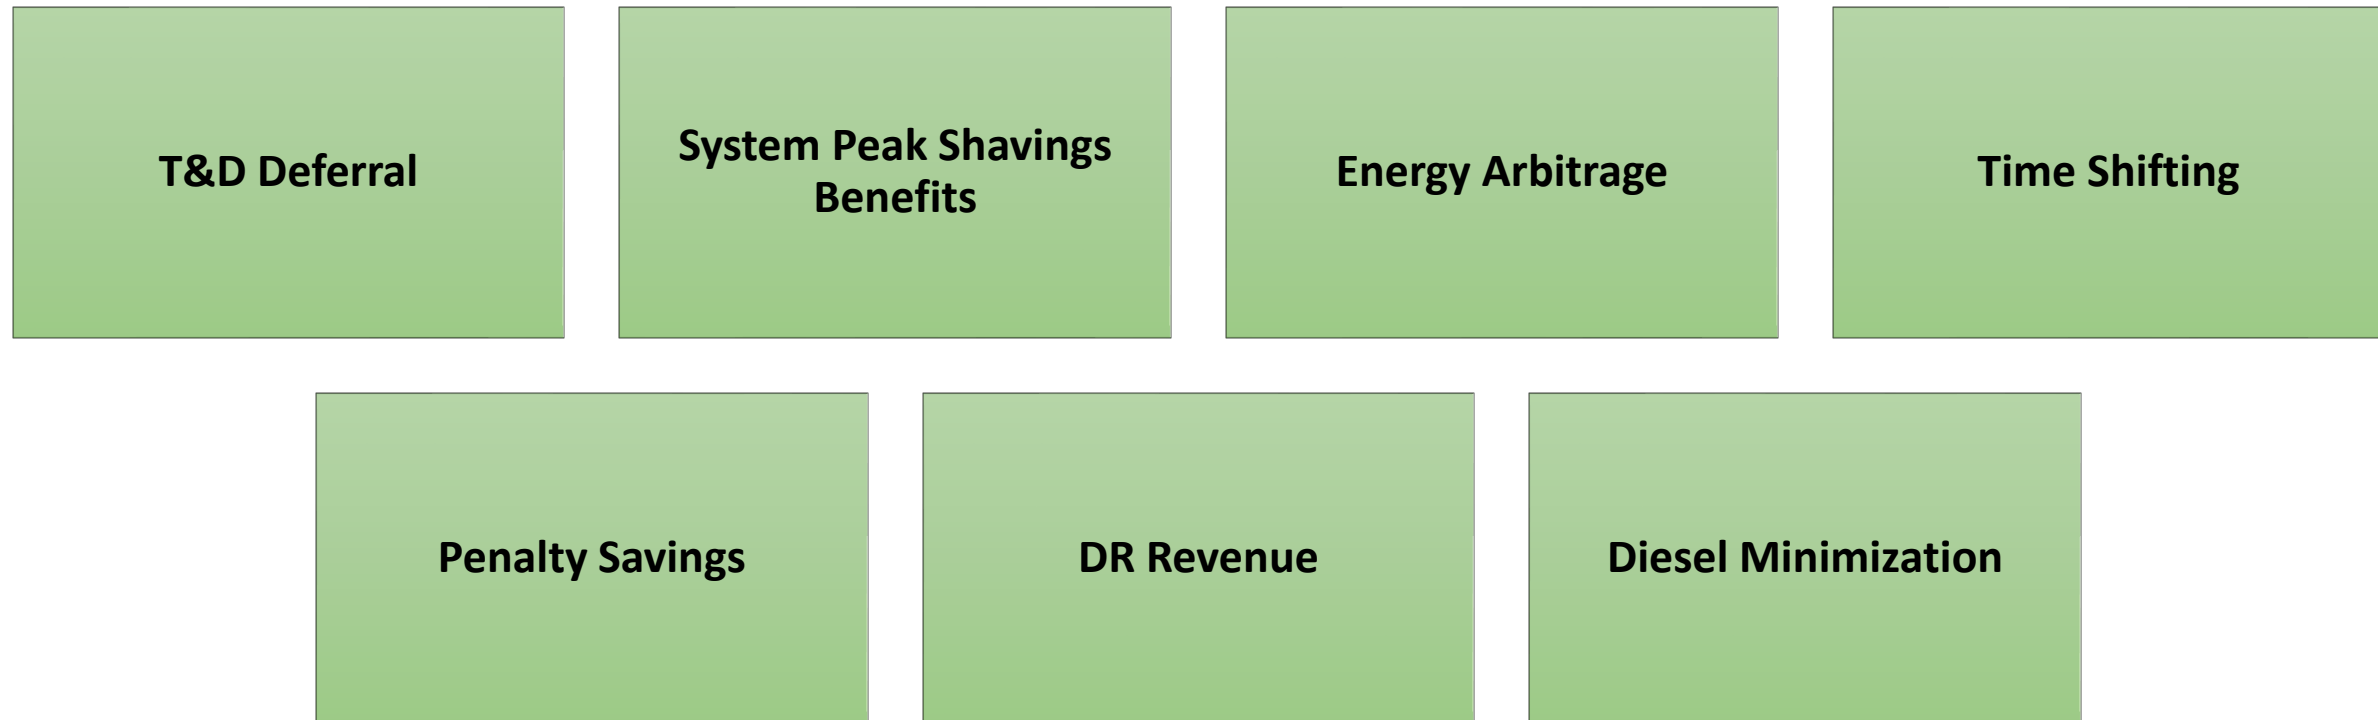 T&D Deferral
System Peak Shavings
Benefits
Energy Arbitrage
Time Shifting
Penalty Savings
DR Revenue
Diesel Minimization